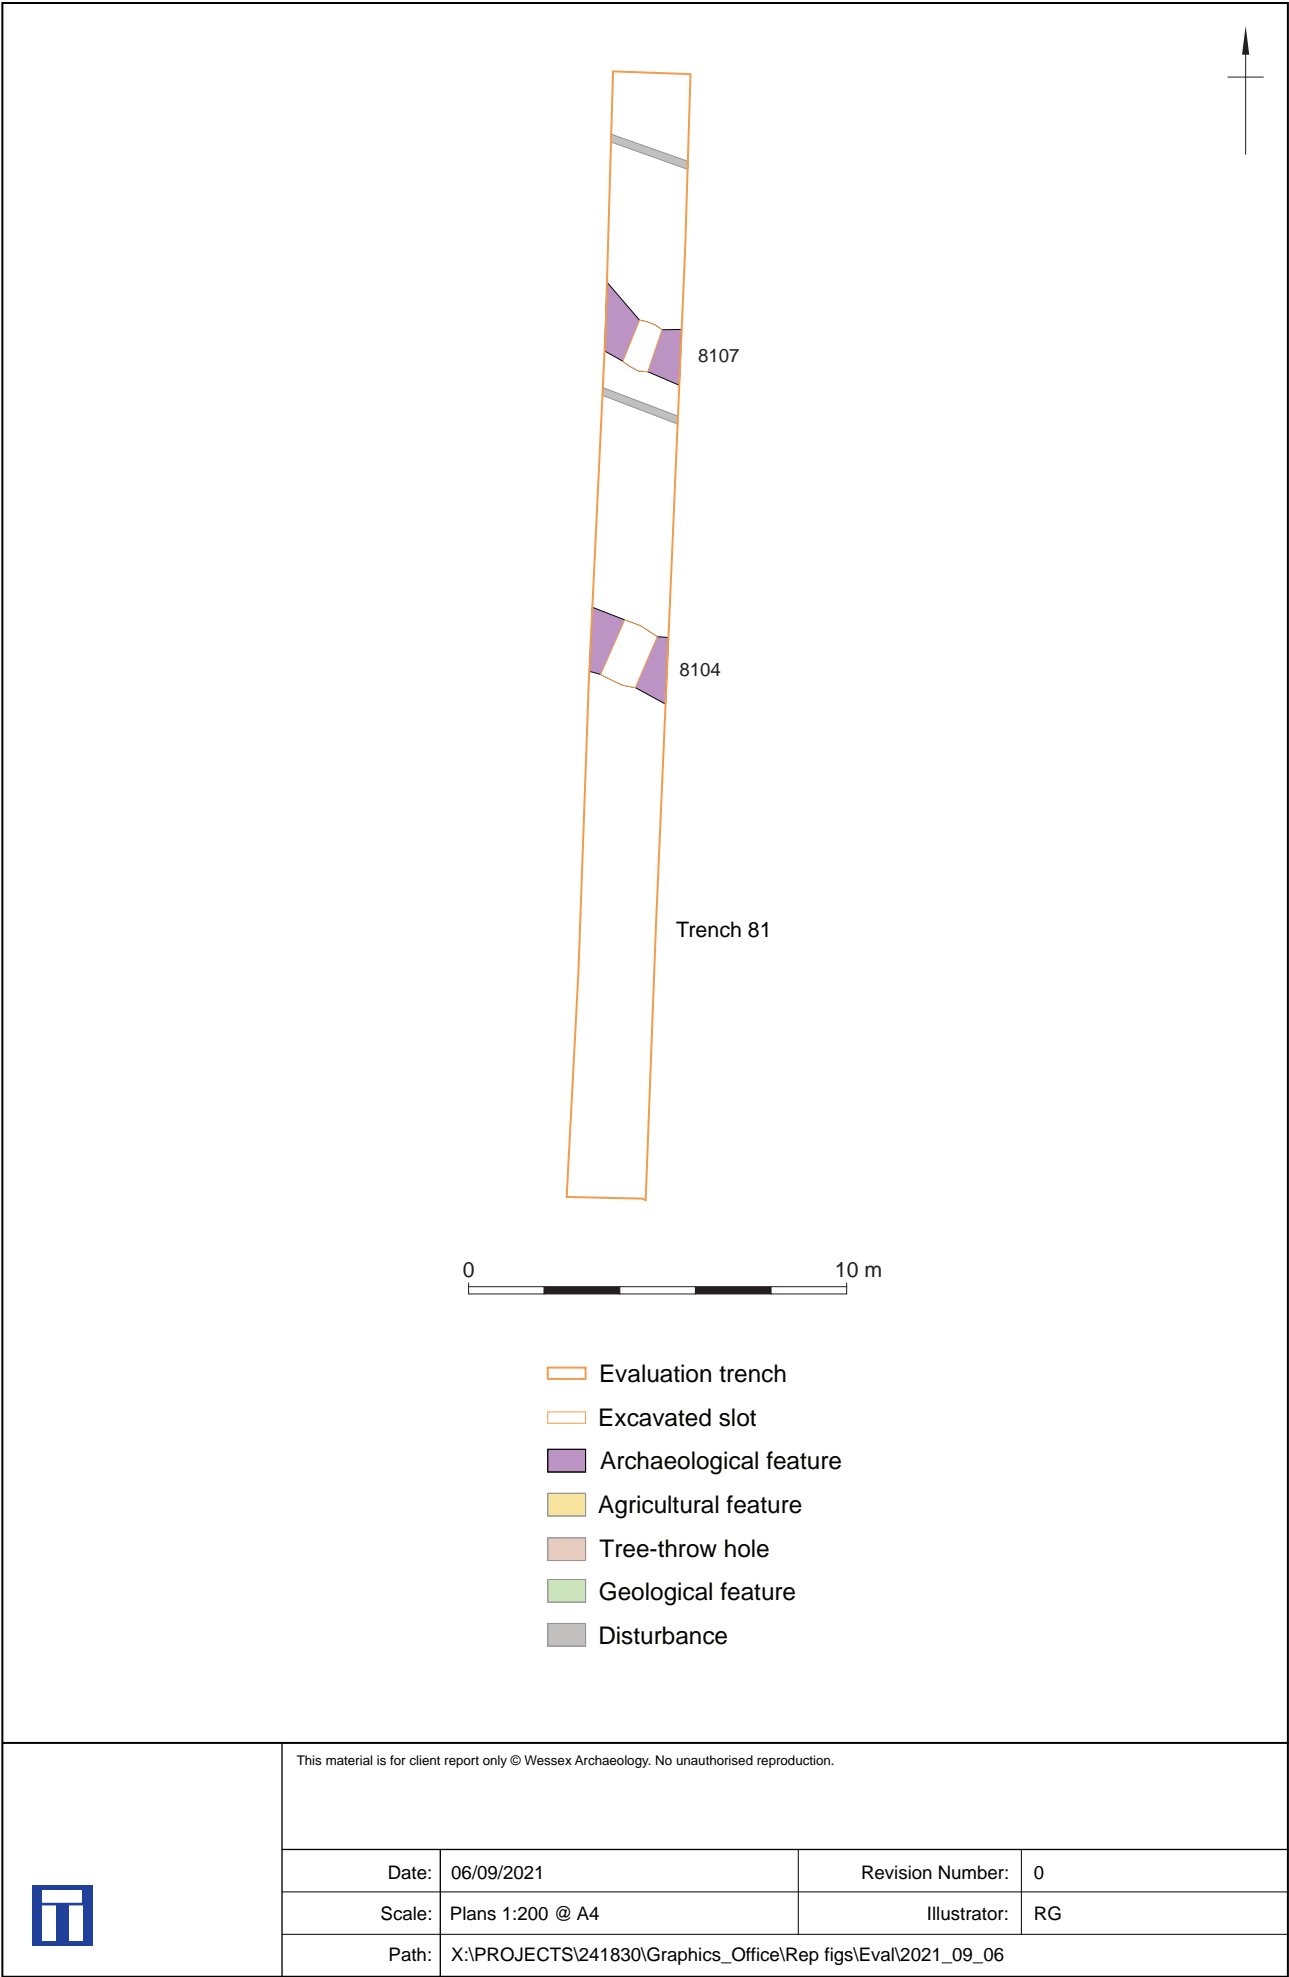 8107
8104
Trench 81
0 10 m
Evaluation trench
Excavated slot
Archaeological feature
Agricultural feature
Tree-throw hole
Geological feature
Disturbance
This material is for client report only © Wessex Archaeology. No unauthorised reproduction.
Date: 06/09/2021 Revision Number: 0
Scale: Plans 1:200 @ A4 Illustrator: RG
Path: X:\PROJECTS\241830\Graphics_Office\Rep figs\Eval\2021_09_06